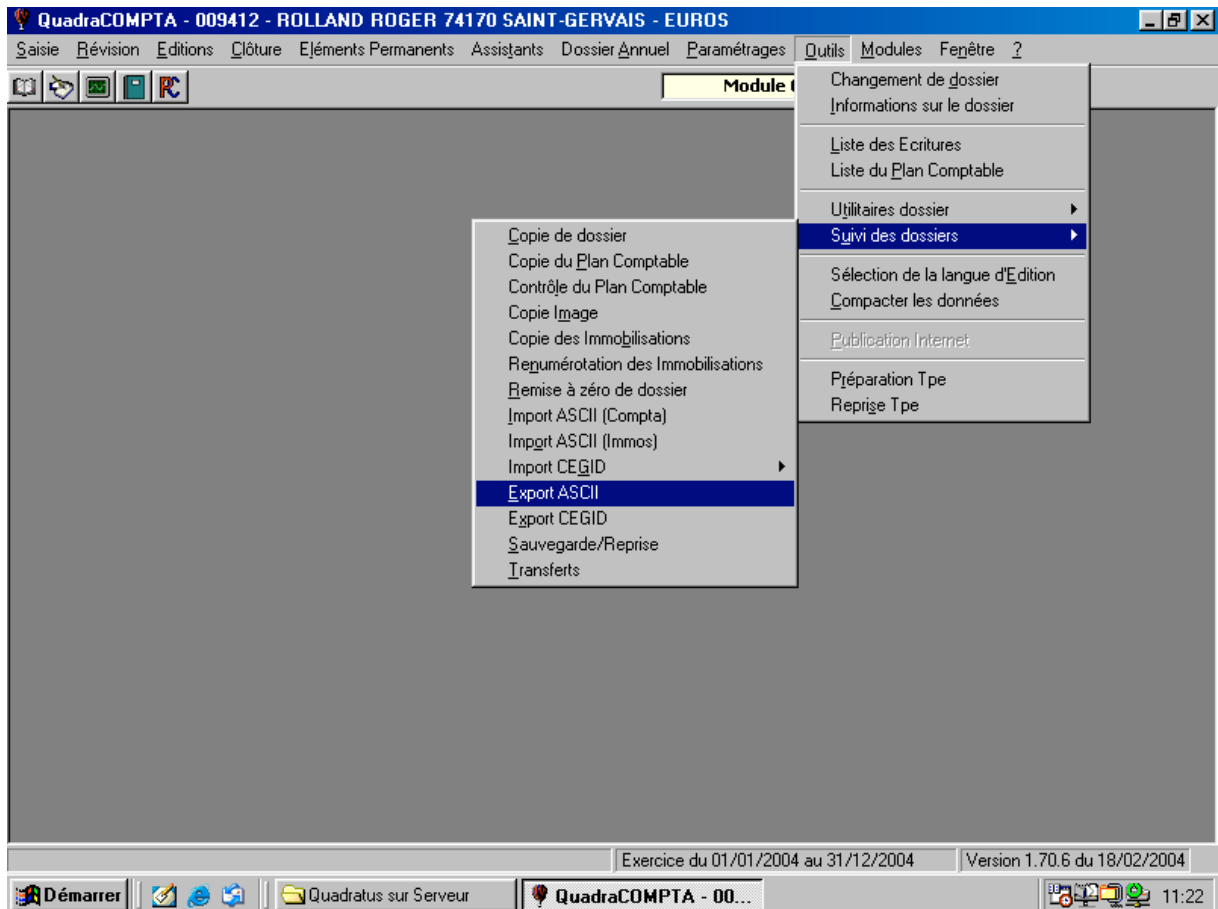 QuadraCOMPTA - 009412 - ROLLAND ROGER 74170 SAINT-GERVAIS - EUROS
Saisie Révision Editions Clôture Eléments Permanents Assistants Dossier Annuel Paramétrages Outils Modules Fenêtre ?
Module
Changement de dossier
Informations sur le dossier
Liste des Ecritures
Liste du Plan Comptable
Utilitaires dossier
Suivi des dossiers
Sélection de la langue d'Edition
Compacter les données
Publication Internet
Préparation Tpe
Reprise Tpe
Copie de dossier
Copie du Plan Comptable
Contrôle du Plan Comptable
Copie Image
Copie des Immobilisations
Renumérotation des Immobilisations
Remise à zéro de dossier
Import ASCII (Compta)
Import ASCII (Immos)
Import CEGID
Export ASCII
Export CEGID
Sauvegarde/Reprise
Transferts
Exercice du 01/01/2004 au 31/12/2004 Version 1.70.6 du 18/02/2004
Démarrer Quadratus sur Serveur QuadraCOMPTA - 00... 11:22